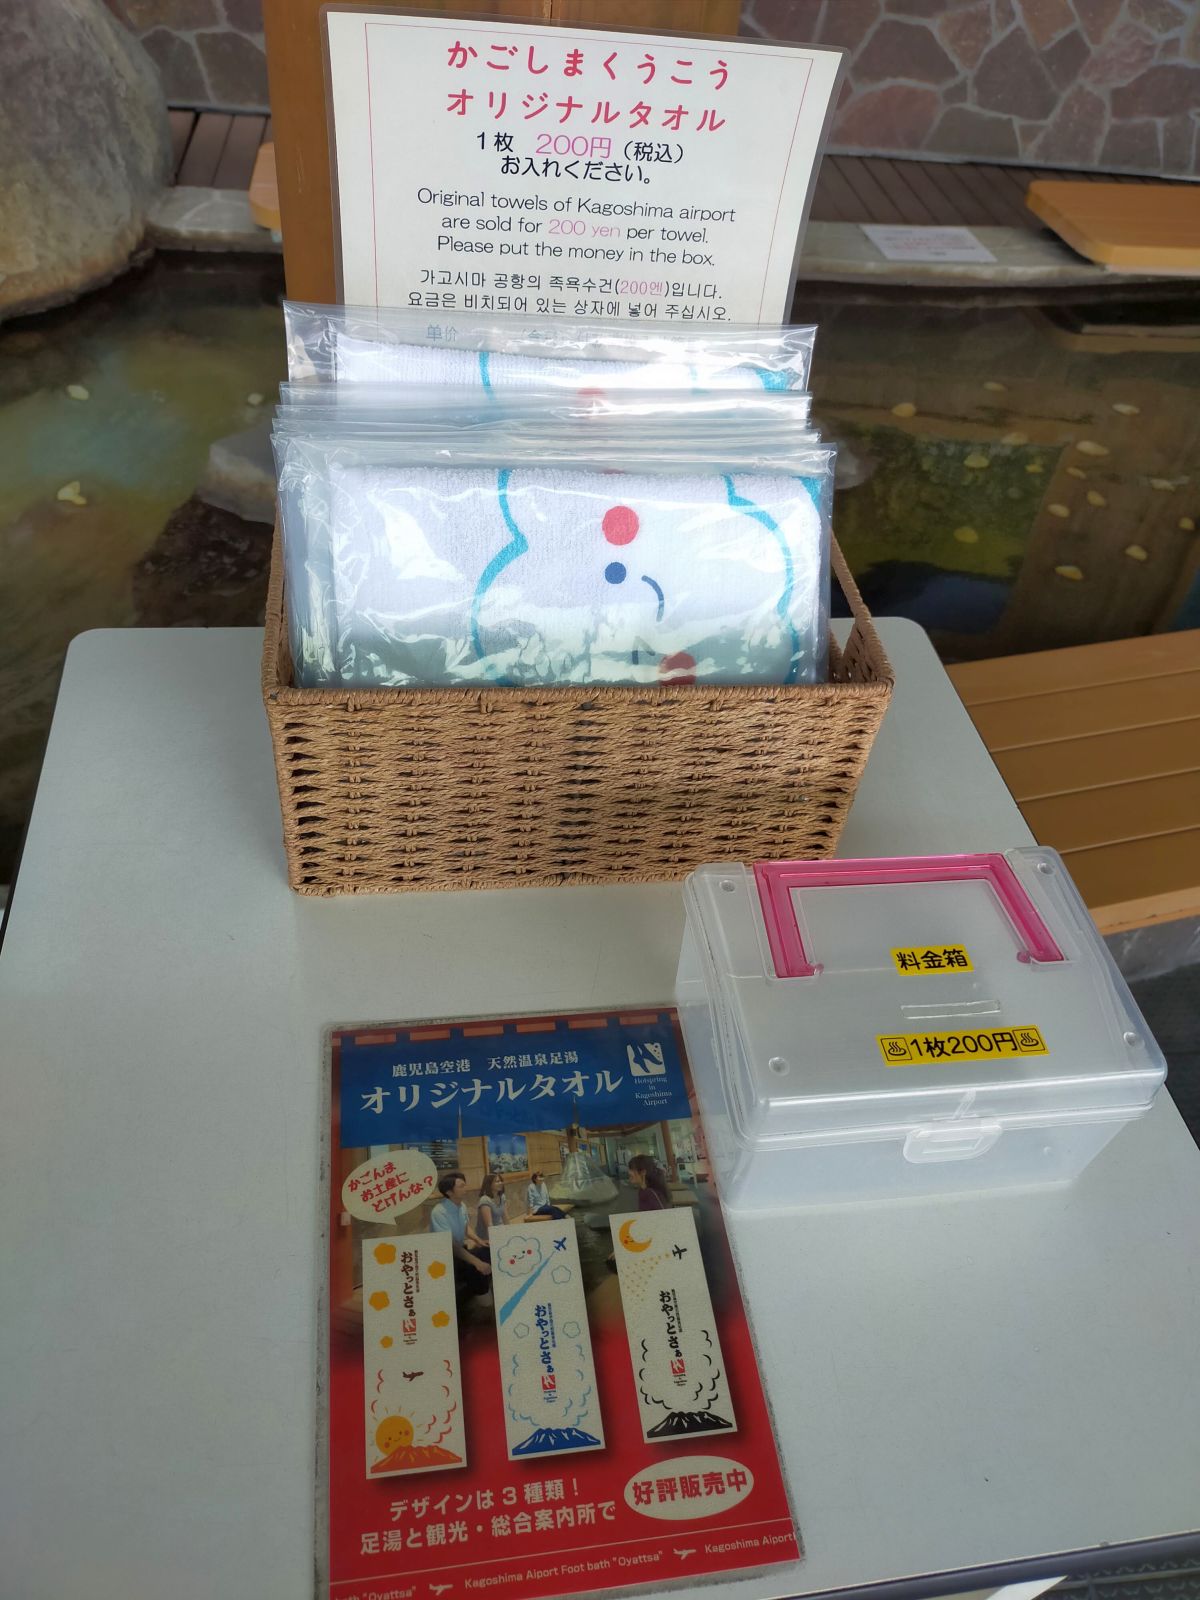 かごしまくうこう
オリジナルタオル
1枚 200円（税込）
お入れください。
Original towels of Kagoshima airport
are sold for 200 yen per towel.
Please put the money in the box.
가고시마 공항의 족욕수건(200엔)입니다.
요금은 비치되어 있는 상자에 넣어 주십시오.
单价
料金箱
♨1枚200円♨
鹿児島空港 天然温泉足湯
オリジナルタオル
Hotspring
in
Kagoshima
Airport
かごんま
お土産に
どげんな?
おやっとさぁ
おやっとさぁ
おやっとさぁ
デザインは3種類！
足湯と観光・総合案内所で
好評販売中
bath "Oyattsa" Kagoshima Aiport Foot bath "Oyattsa" Kagoshima Aiport